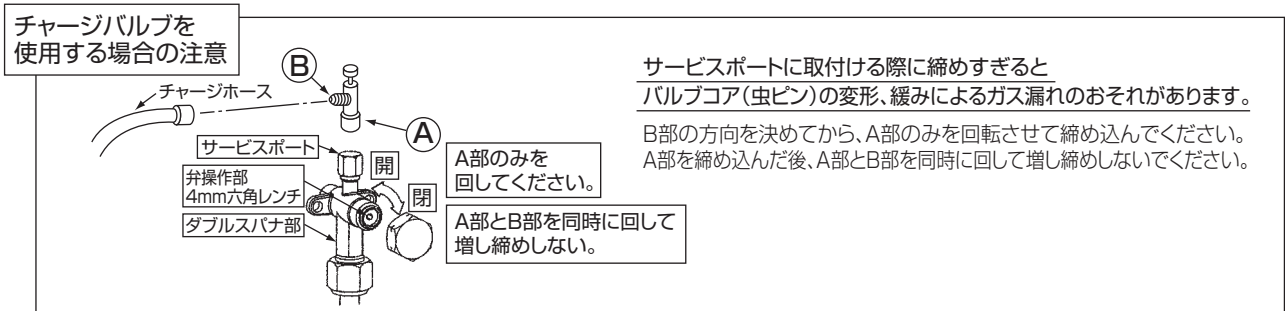 チャージバルブを
使用する場合の注意
チャージホース
B
A
サービスポート
開
閉
弁操作部
4mm六角レンチ
ダブルスパナ部
A部のみを
回してください。
A部とB部を同時に回して
増し締めしない。
サービスポートに取付ける際に締めすぎると
バルブコア(虫ピン)の変形、緩みによるガス漏れのおそれがあります。
B部の方向を決めてから、A部のみを回転させて締め込んでください。
A部を締め込んだ後、A部とB部を同時に回して増し締めしないでください。